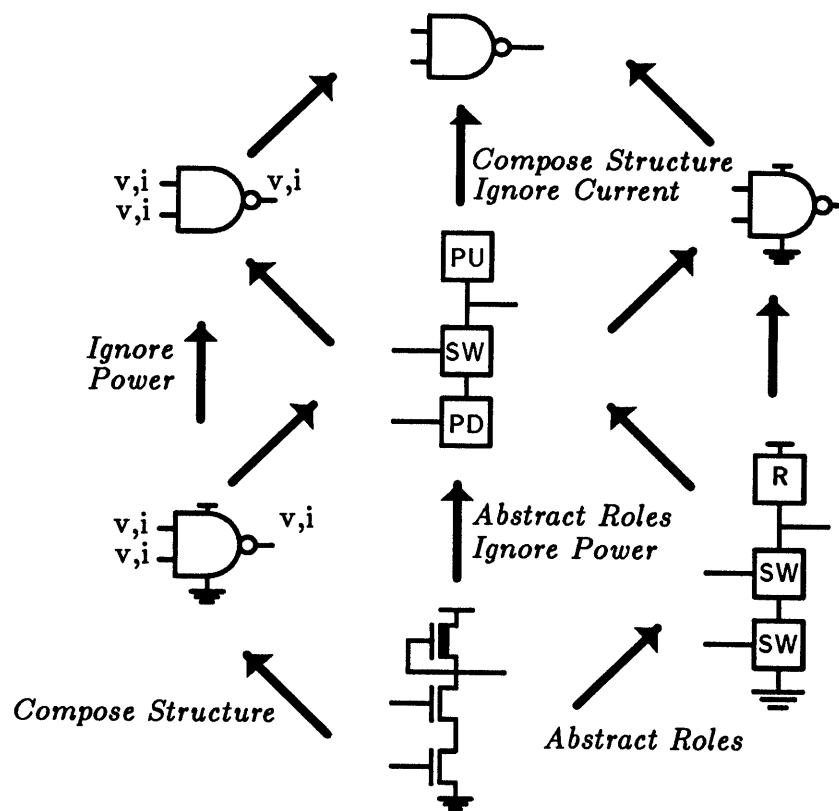 v,i
v,i
v,i
Compose Structure
Ignore Current
PU
SW
PD
Ignore
Power
R
v,i
v,i
v,i
Abstract Roles
Ignore Power
SW
SW
Compose Structure
Abstract Roles